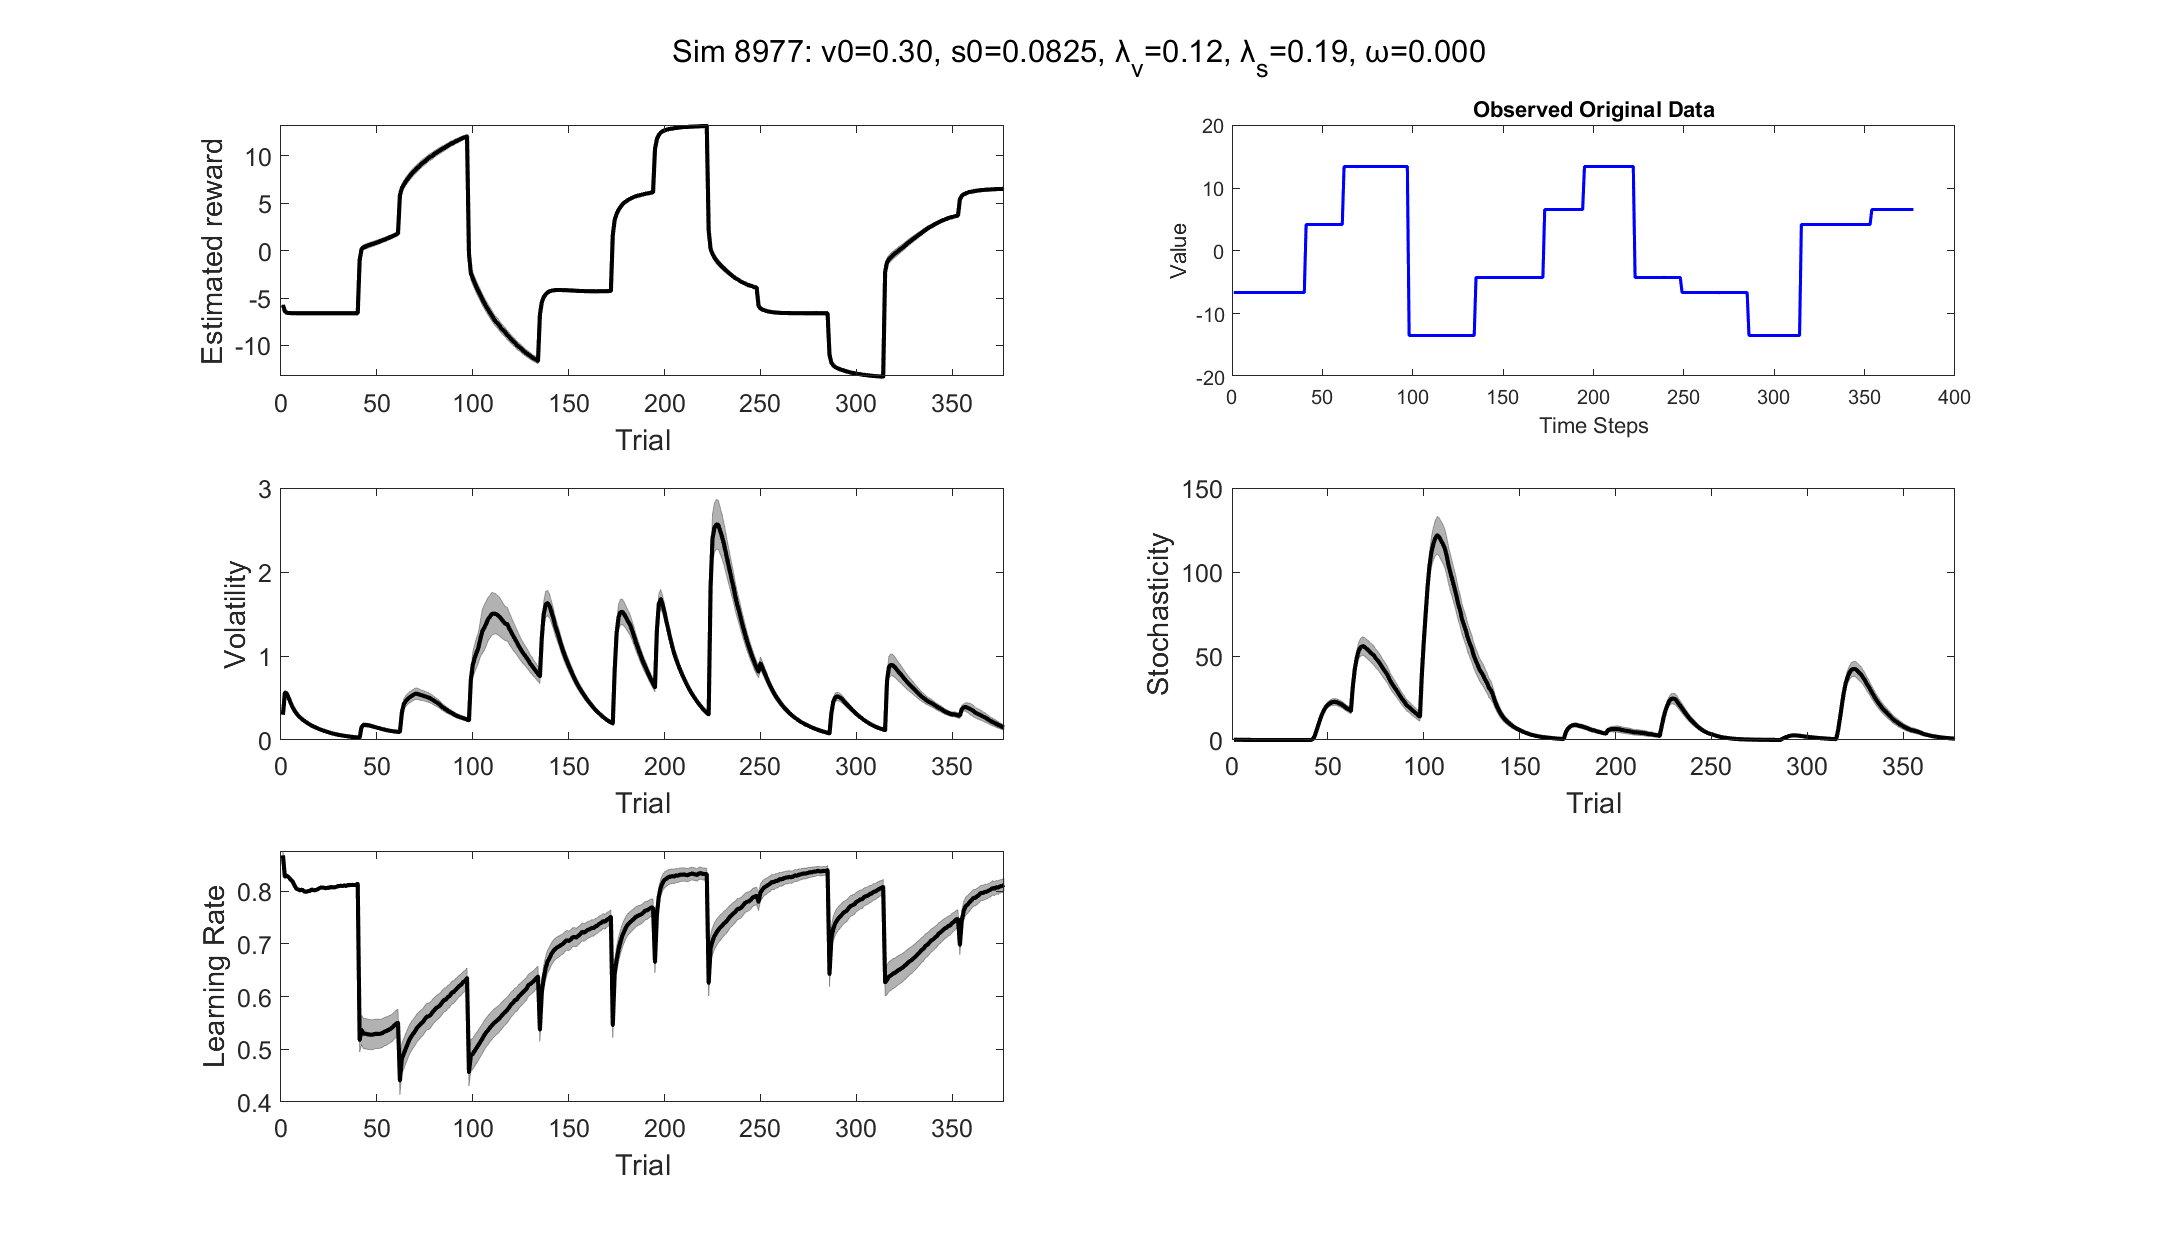 Sim 8977: v0=0.30, s0=0.0825, λv=0.12, λs=0.19, ω=0.000
Estimated reward
10
5
0
-5
-10
0 50 100 150 200 250 300 350
Trial
Observed Original Data
Value
20
10
0
-10
-20
0 50 100 150 200 250 300 350 400
Time Steps
Volatility
3
2
1
0
0 50 100 150 200 250 300 350
Trial
Stochasticity
150
100
50
0
0 50 100 150 200 250 300 350
Trial
Learning Rate
0.8
0.7
0.6
0.5
0.4
0 50 100 150 200 250 300 350
Trial